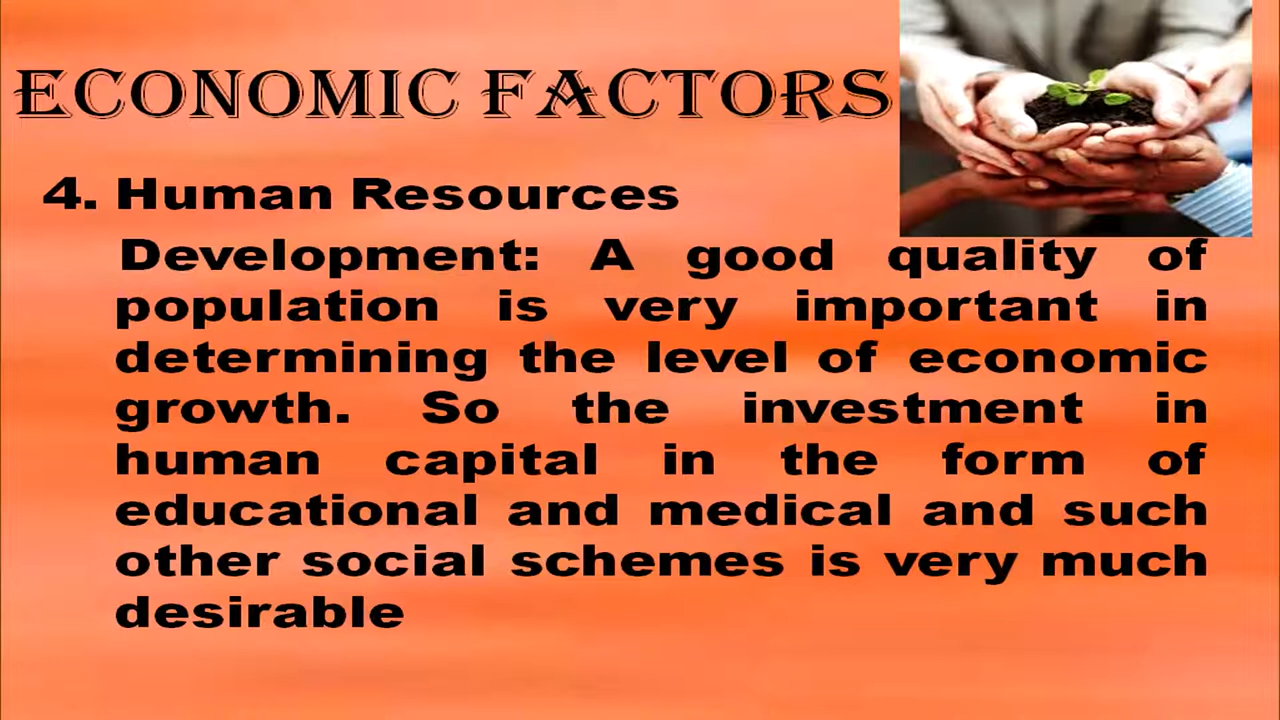 ECONOMIC FACTORS
4. Human Resources
Development: A good quality of
population is very important in
determining the level of economic
growth. So the investment in
human capital in the form of
educational and medical and such
other social schemes is very much
desirable